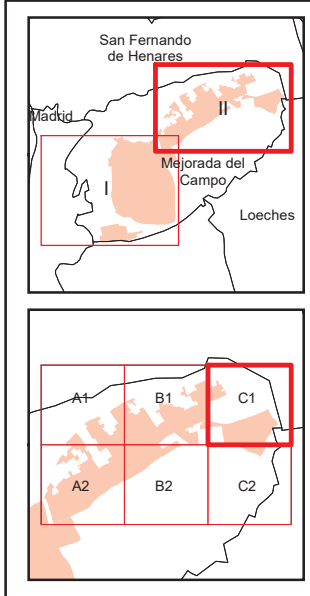 San Fernando
de Henares
Madrid
II
Mejorada del
Campo
I
Loeches
A1
B1
C1
A2
B2
C2